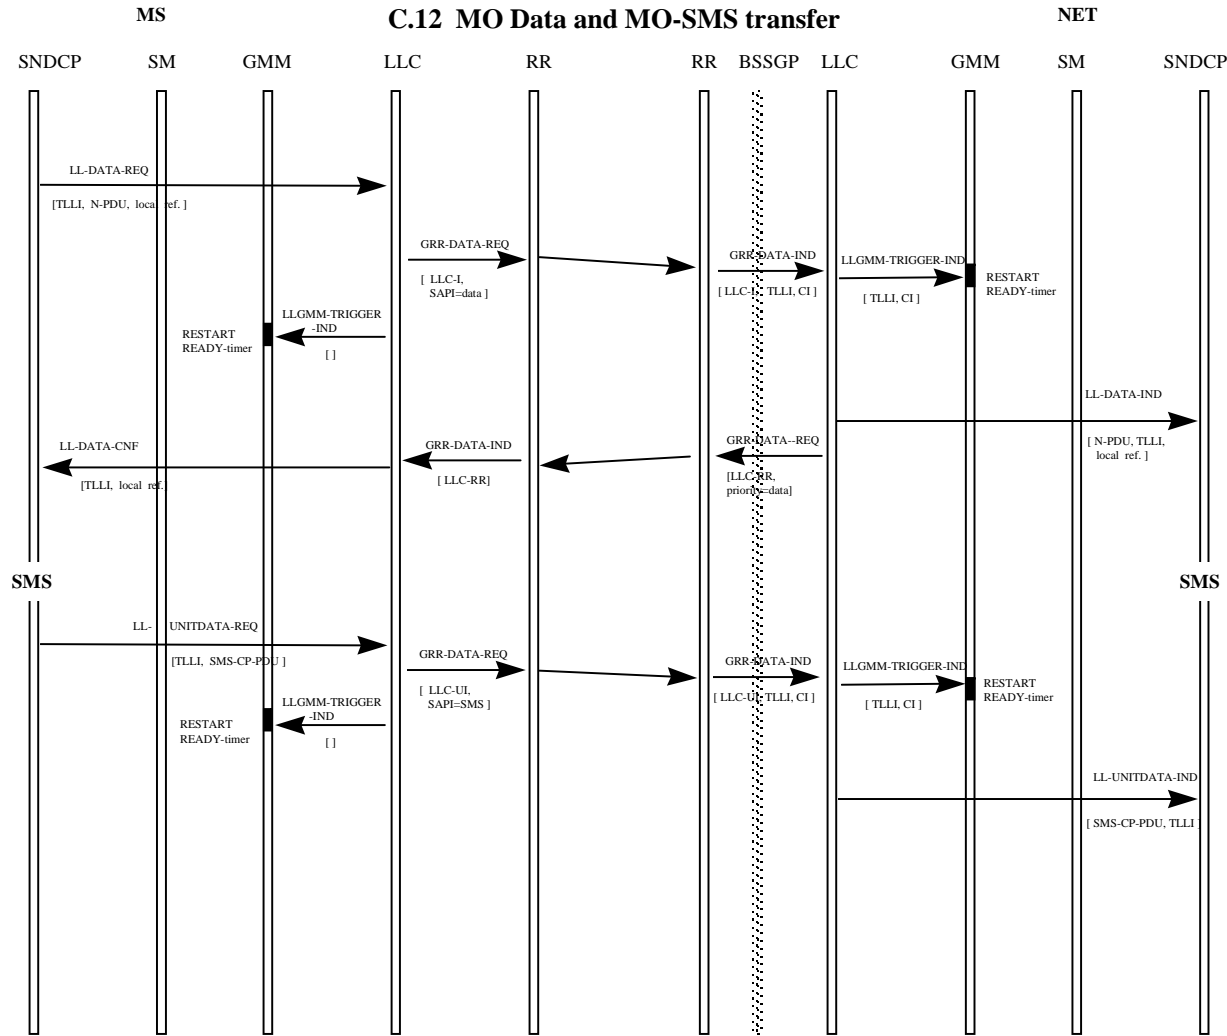 MS
C.12 MO Data and MO-SMS transfer
NET
SNDCP SM GMM LLC RR RR BSSGP LLC GMM SM SNDCP
LL-DATA-REQ
[TLLI, N-PDU, local ref. ]
GRR-DATA-REQ
[ LLC-I,
SAPI=data ]
GRR-DATA-IND
[ LLC-I, TLLI, CI ]
LLGMM-TRIGGER-IND
[ TLLI, CI ]
RESTART
READY-timer
LLGMM-TRIGGER
-IND
[ ]
RESTART
READY-timer
LL-DATA-IND
[ N-PDU, TLLI,
local ref. ]
GRR-DATA--REQ
[LLC-RR,
priority=data]
GRR-DATA-IND
[ LLC-RR]
LL-DATA-CNF
[TLLI, local ref.]
SMS
SMS
LL- UNITDATA-REQ
[TLLI, SMS-CP-PDU ]
GRR-DATA-REQ
[ LLC-UI,
SAPI=SMS ]
GRR-DATA-IND
[ LLC-UI, TLLI, CI ]
LLGMM-TRIGGER-IND
[ TLLI, CI ]
RESTART
READY-timer
LLGMM-TRIGGER
-IND
[ ]
RESTART
READY-timer
LL-UNITDATA-IND
[ SMS-CP-PDU, TLLI ]